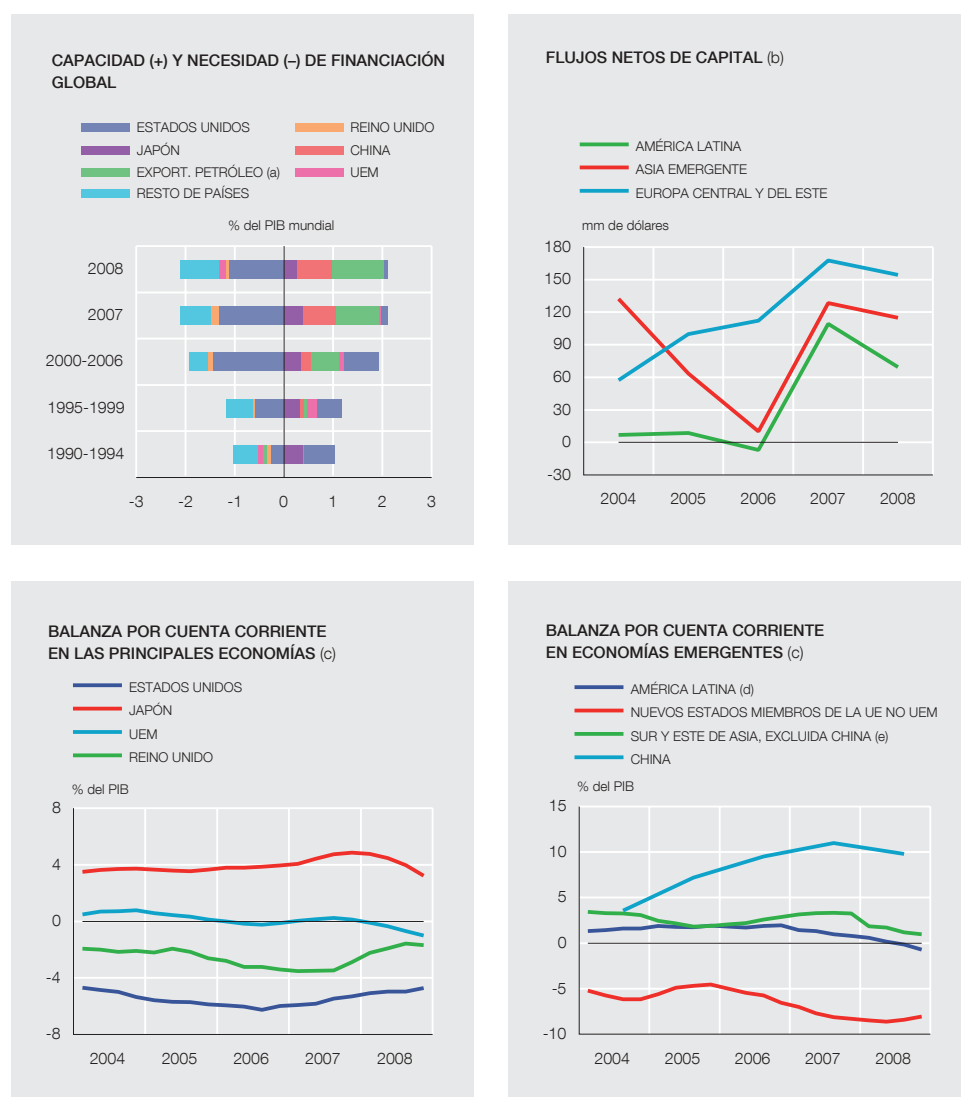 CAPACIDAD (+) Y NECESIDAD (–) DE FINANCIACIÓN
GLOBAL
ESTADOS UNIDOS
REINO UNIDO
JAPÓN
CHINA
EXPORT. PETRÓLEO (a)
UEM
RESTO DE PAÍSES
% del PIB mundial
2008
2007
2000-2006
1995-1999
1990-1994
-3 -2 -1 0 1 2 3
FLUJOS NETOS DE CAPITAL (b)
AMÉRICA LATINA
ASIA EMERGENTE
EUROPA CENTRAL Y DEL ESTE
mm de dólares
180
150
120
90
60
30
0
-30
2004 2005 2006 2007 2008
BALANZA POR CUENTA CORRIENTE
EN LAS PRINCIPALES ECONOMÍAS (c)
ESTADOS UNIDOS
JAPÓN
UEM
REINO UNIDO
% del PIB
8
4
0
-4
-8
2004 2005 2006 2007 2008
BALANZA POR CUENTA CORRIENTE
EN ECONOMÍAS EMERGENTES (c)
AMÉRICA LATINA (d)
NUEVOS ESTADOS MIEMBROS DE LA UE NO UEM
SUR Y ESTE DE ASIA, EXCLUIDA CHINA (e)
CHINA
% del PIB
15
10
5
0
-5
-10
2004 2005 2006 2007 2008